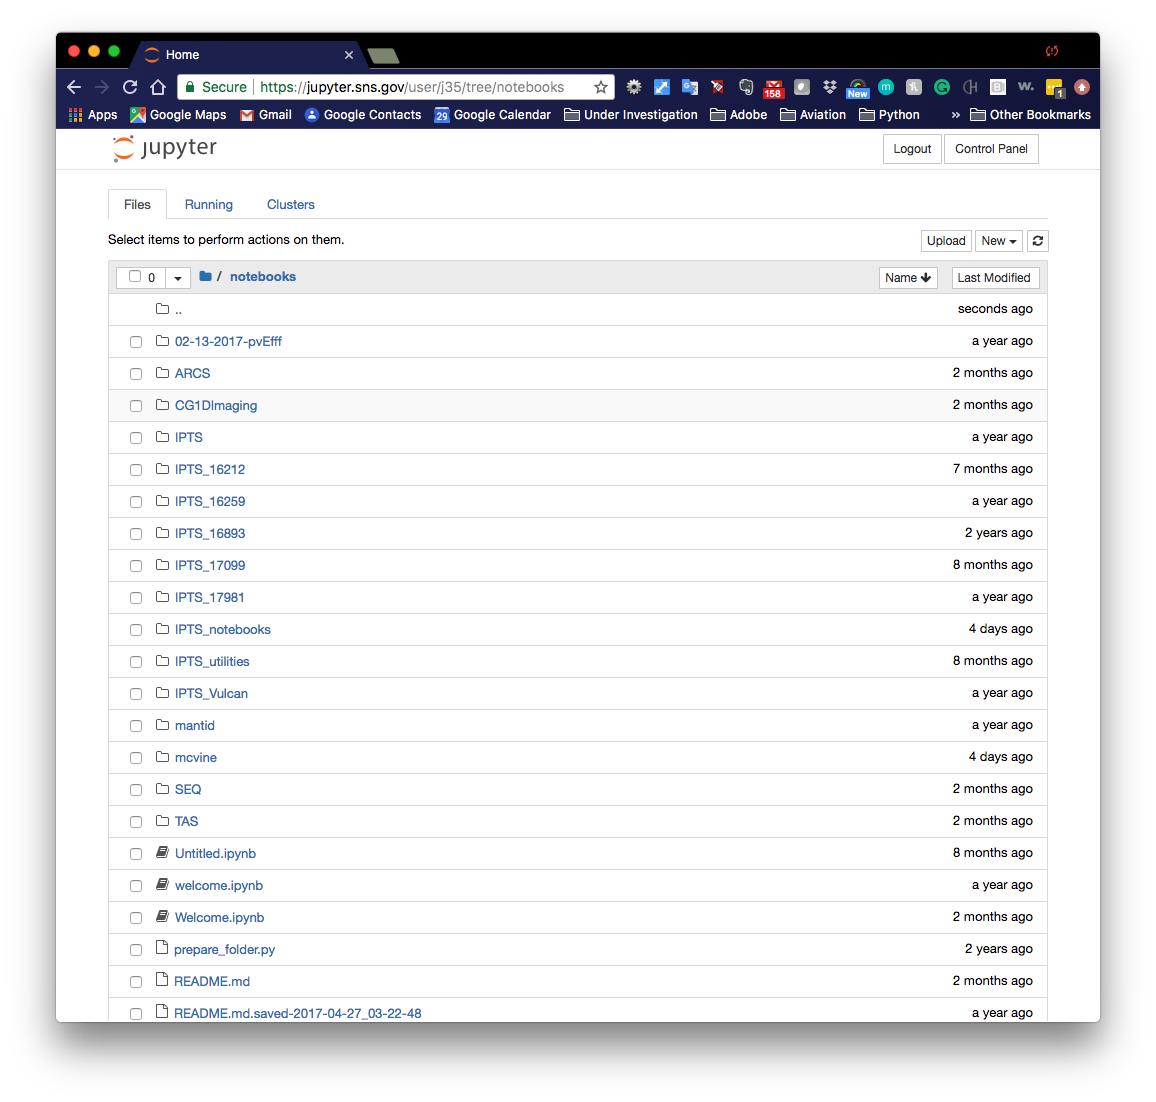 Home
Secure https://jupyter.sns.gov/user/j35/tree/notebooks 158 New m W. 1
Apps Google Maps Gmail Google Contacts 29 Google Calendar Under Investigation Adobe Aviation Python » Other Bookmarks
jupyter Logout Control Panel
Files Running Clusters
Select items to perform actions on them. Upload New
0 / notebooks Name Last Modified
.. seconds ago
02-13-2017-pvEfff a year ago
ARCS 2 months ago
CG1DImaging 2 months ago
IPTS a year ago
IPTS_16212 7 months ago
IPTS_16259 a year ago
IPTS_16893 2 years ago
IPTS_17099 8 months ago
IPTS_17981 a year ago
IPTS_notebooks 4 days ago
IPTS_utilities 8 months ago
IPTS_Vulcan a year ago
mantid a year ago
mcvine 4 days ago
SEQ 2 months ago
TAS 2 months ago
Untitled.ipynb 8 months ago
welcome.ipynb a year ago
Welcome.ipynb 2 months ago
prepare_folder.py 2 years ago
README.md 2 months ago
README.md.saved-2017-04-27_03-22-48 a year ago